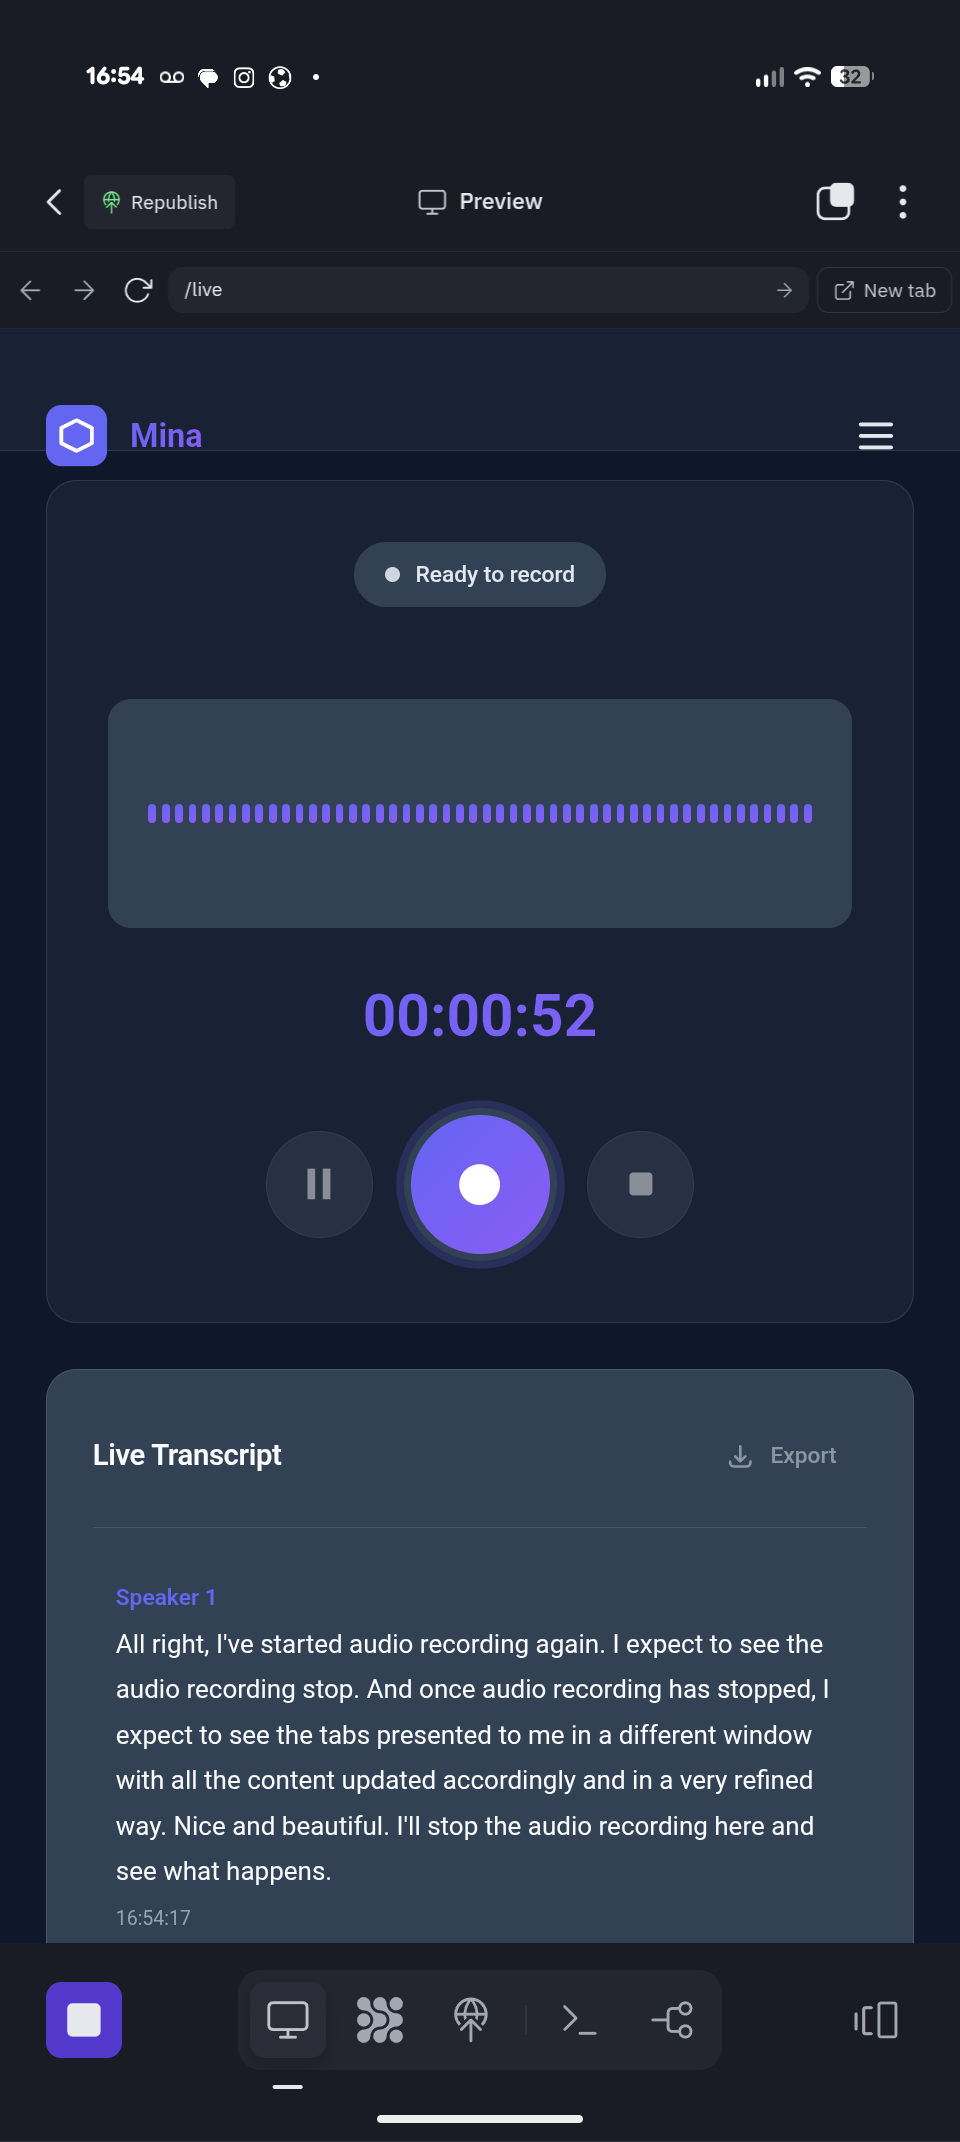 16:54
32
Republish
Preview
/live
New tab
Mina
Ready to record
00:00:52
Live Transcript
Export
Speaker 1
All right, I've started audio recording again. I expect to see the
audio recording stop. And once audio recording has stopped, I
expect to see the tabs presented to me in a different window
with all the content updated accordingly and in a very refined
way. Nice and beautiful. I'll stop the audio recording here and
see what happens.
16:54:17